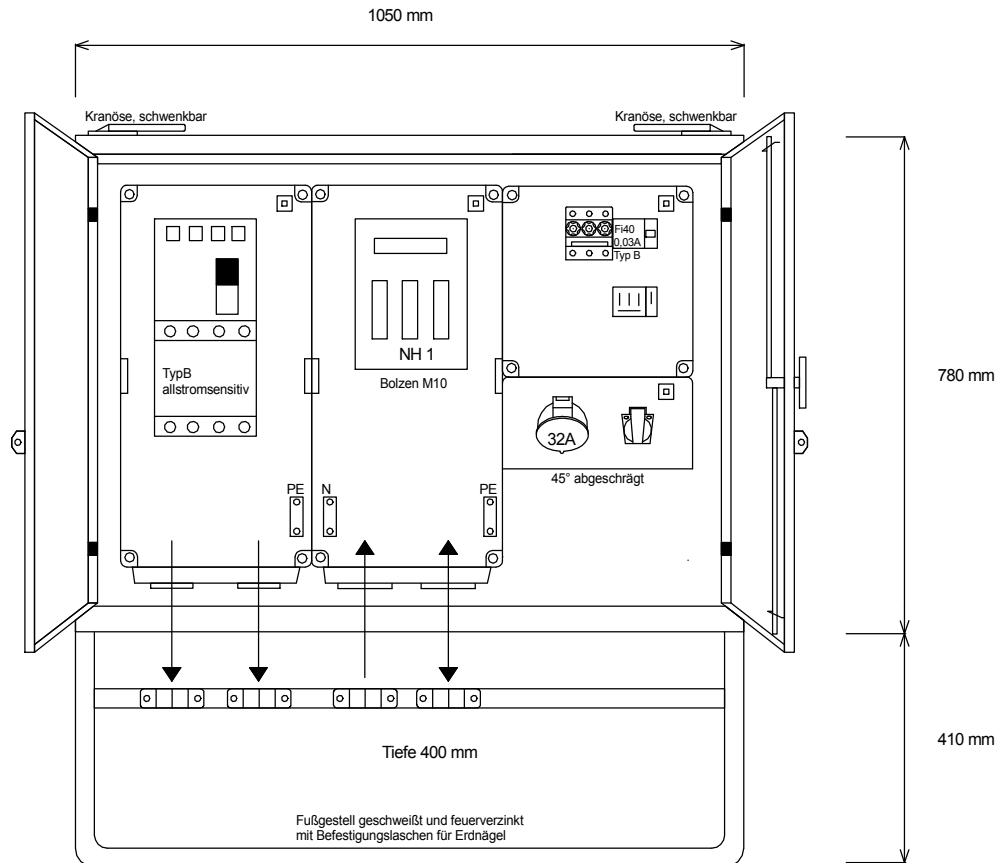 1050 mm
Kranöse, schwenkbar
Kranöse, schwenkbar
Fi40
0,03A
Typ B
NH 1
Bolzen M10
TypB
allstromsensitiv
780 mm
32A
45° abgeschrägt
PE
N
PE
Tiefe 400 mm
410 mm
Fußgestell geschweißt und feuerverzinkt
mit Befestigungslaschen für Erdnägel